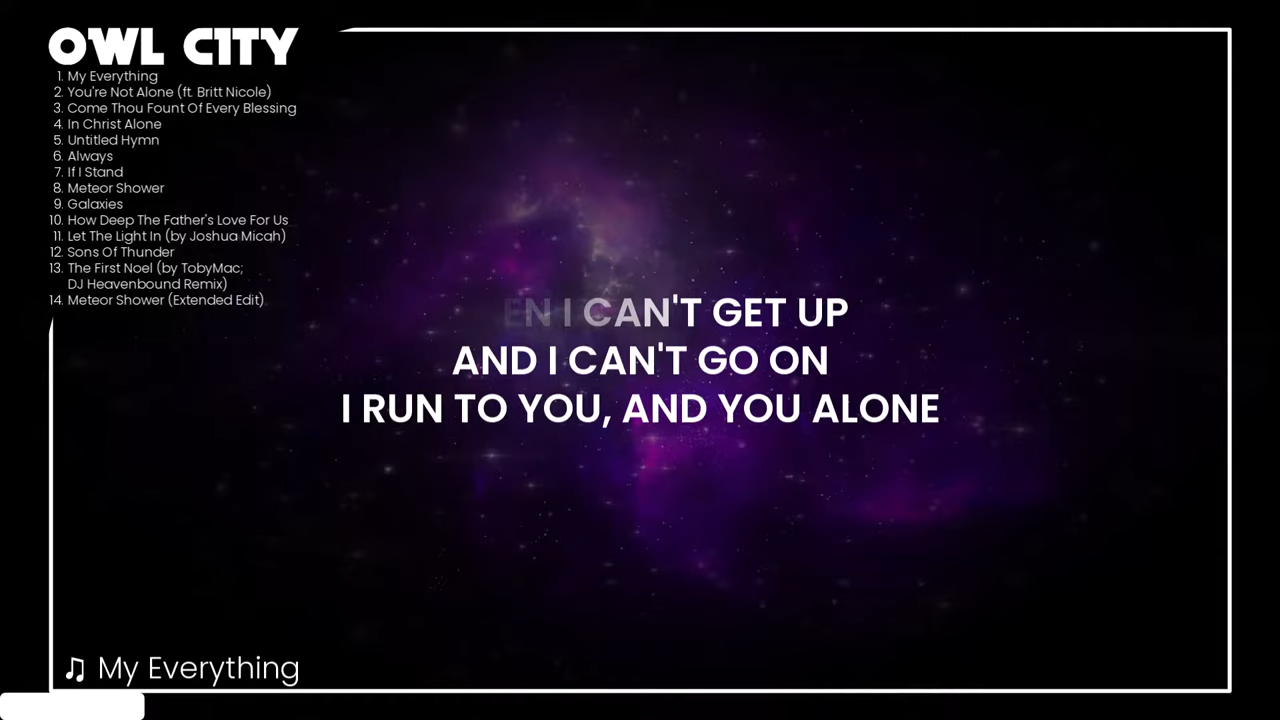 OWL CITY
1. My Everything
2. You're Not Alone (ft. Britt Nicole)
3. Come Thou Fount Of Every Blessing
4. In Christ Alone
5. Untitled Hymn
6. Always
7. If I Stand
8. Meteor Shower
9. Galaxies
10. How Deep The Father's Love For Us
11. Let The Light In (by Joshua Micah)
12. Sons Of Thunder
13. The First Noel (by TobyMac;
DJ Heavenbound Remix)
14. Meteor Shower (Extended Edit)
EN I CAN'T GET UP
AND I CAN'T GO ON
I RUN TO YOU, AND YOU ALONE
♫ My Everything